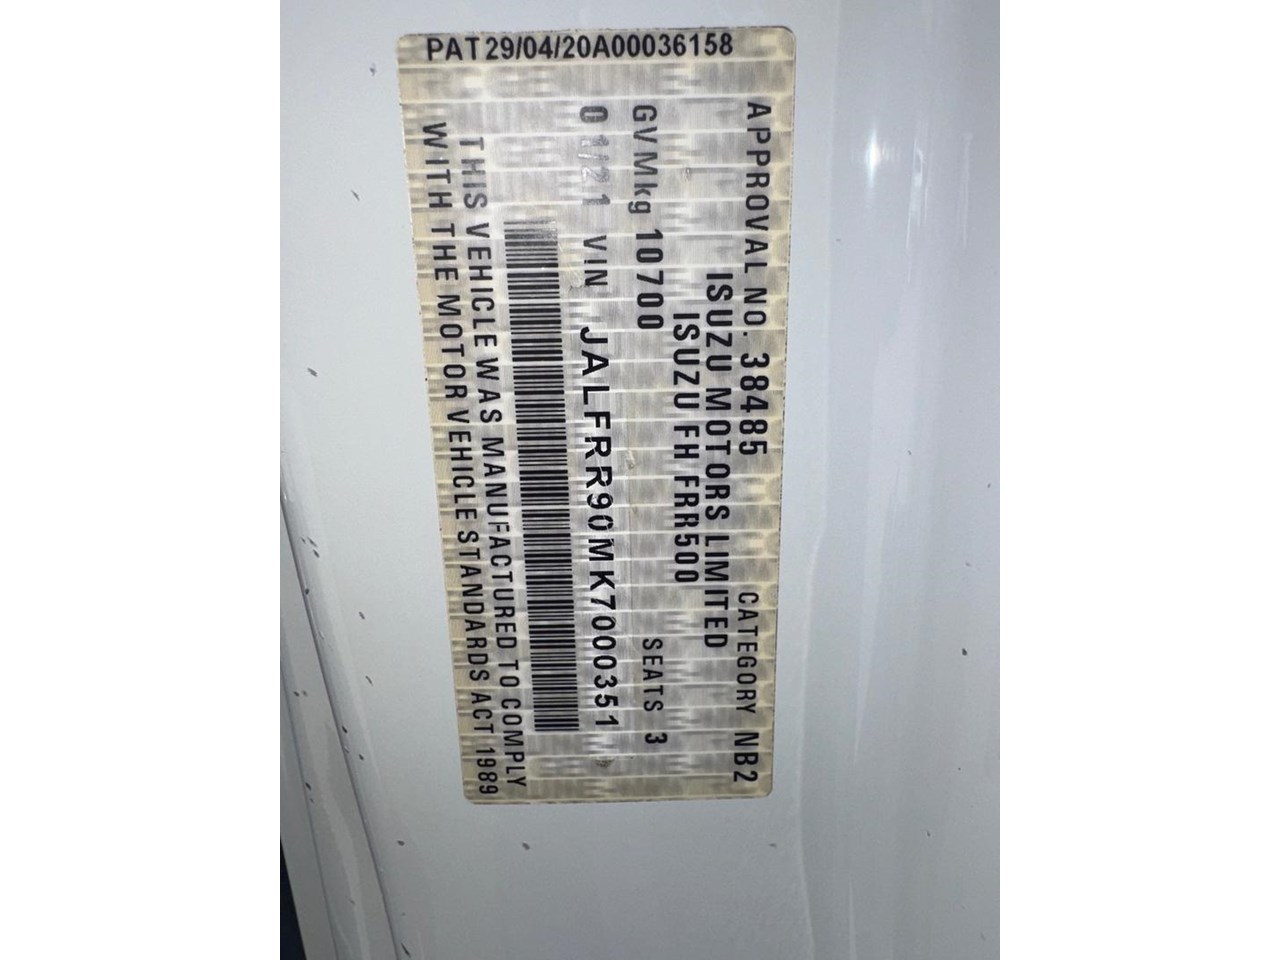 PAT29/04/20A00036158
APPROVAL NO. 38485 CATEGORY NB2
ISUZU MOTORS LIMITED
ISUZU FH FRR500
GVMkg 10700 SEATS 3
01/21 VIN JALFRR90MK7000351
THIS VEHICLE WAS MANUFACTURED TO COMPLY
WITH THE MOTOR VEHICLE STANDARDS ACT 1989